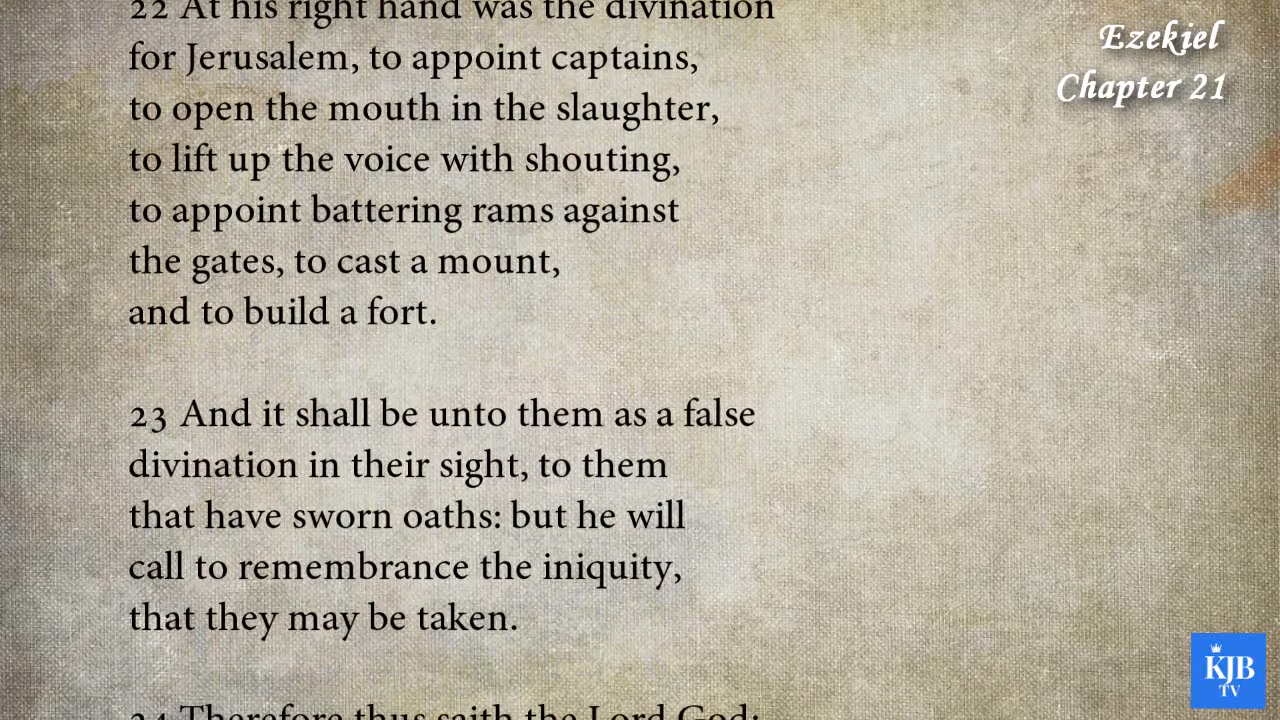 22 At his right hand was the divination
for Jerusalem, to appoint captains,
to open the mouth in the slaughter,
to lift up the voice with shouting,
to appoint battering rams against
the gates, to cast a mount,
and to build a fort.
23 And it shall be unto them as a false
divination in their sight, to them
that have sworn oaths: but he will
call to remembrance the iniquity,
that they may be taken.
24 Therefore thus saith the Lord God;
Ezekiel
Chapter 21
KJB
TV